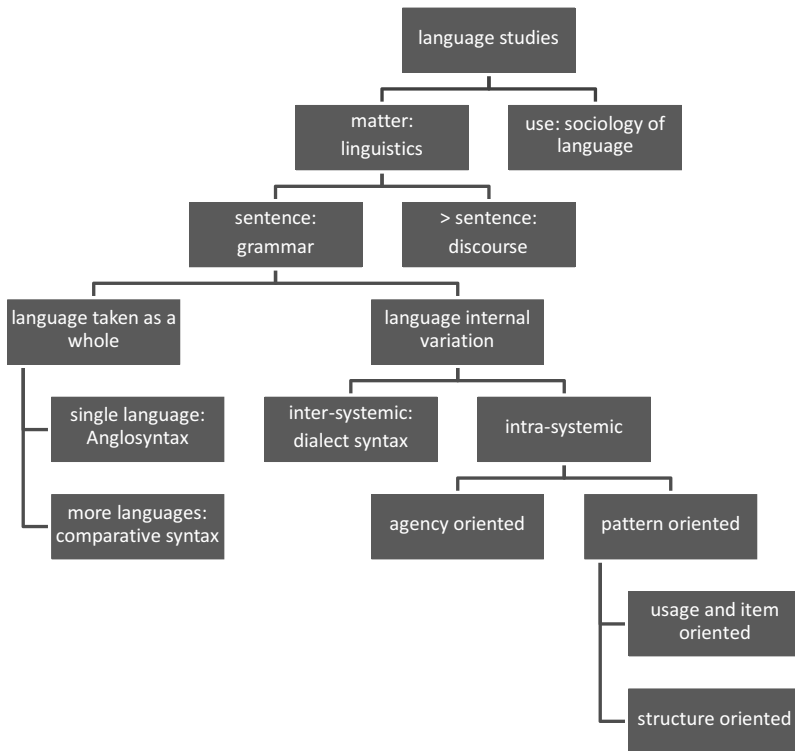 language studies
matter:
linguistics
use: sociology of
language
sentence:
grammar
> sentence:
discourse
language taken as a
whole
language internal
variation
single language:
Anglosyntax
inter-systemic:
dialect syntax
intra-systemic
more languages:
comparative syntax
agency oriented
pattern oriented
usage and item
oriented
structure oriented